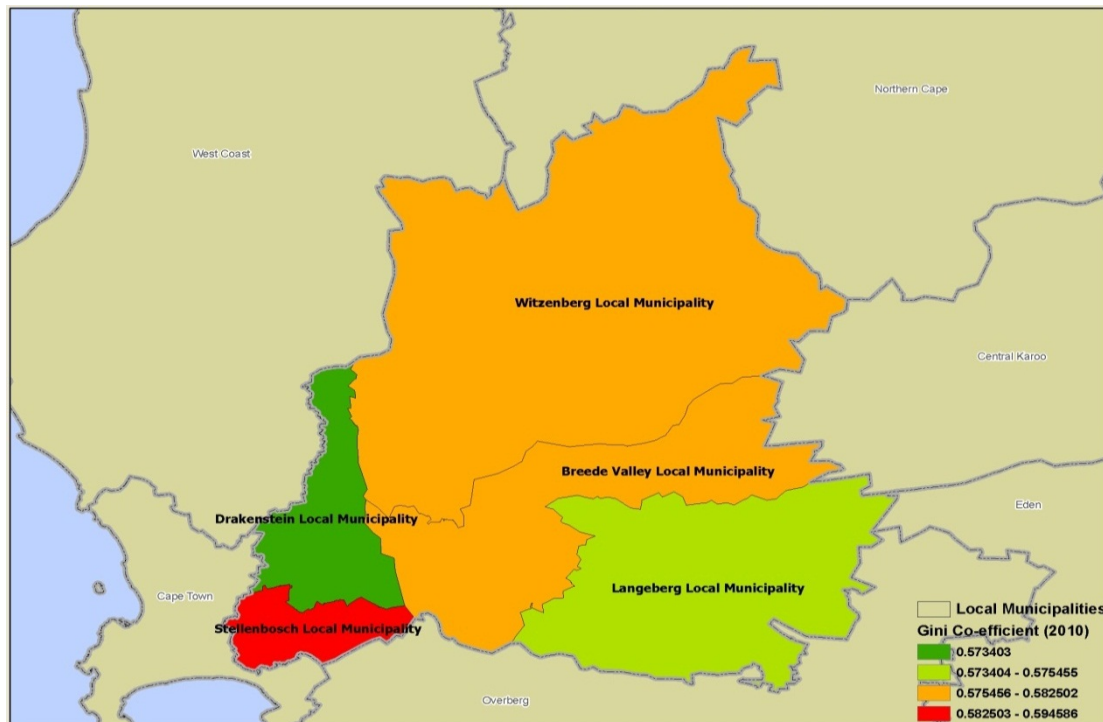 Northern Cape
West Coast
Witzenberg Local Municipality
Central Karoo
Breede Valley Local Municipality
Eden
Drakenstein Local Municipality
Langeberg Local Municipality
Cape Town
Stellenbosch Local Municipality
Overberg
Local Municipalities
Gini Co-efficient (2010)
0.573403
0.573404 - 0.575455
0.575456 - 0.582502
0.582503 - 0.594586